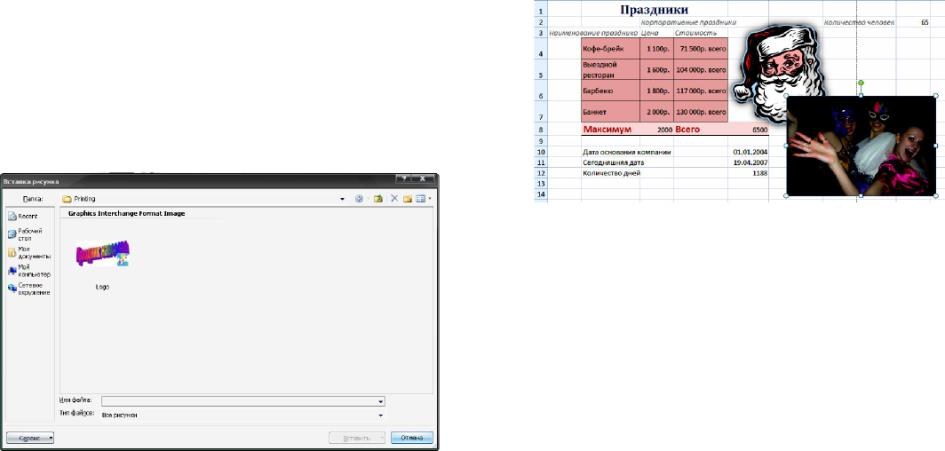 Вставка рисунка
Папка: Printing
Recent
Рабочий стол
Мои документы
Мой компьютер
Сетевое окружение
Graphics Interchange Format Image
Logo
Имя файла:
Тип файлов: Все рисунки
Сервис
Вставить
Отмена
1 Праздники
2 Корпоративные праздники Количество человек 65
3 Наименование праздника Цена Стоимость
4 Кофе-брейк 1 100р. 71 500р. всего
5 Выездной ресторан 1 600р. 104 000р. всего
6 Барбекю 1 800р. 117 000р. всего
7 Банкет 2 000р. 130 000р. всего
8 Максимум 2000 Всего 6500
9
10 Дата основания компании 01.01.2004
11 Сегодняшняя дата 19.04.2007
12 Количество дней 1188
13
14